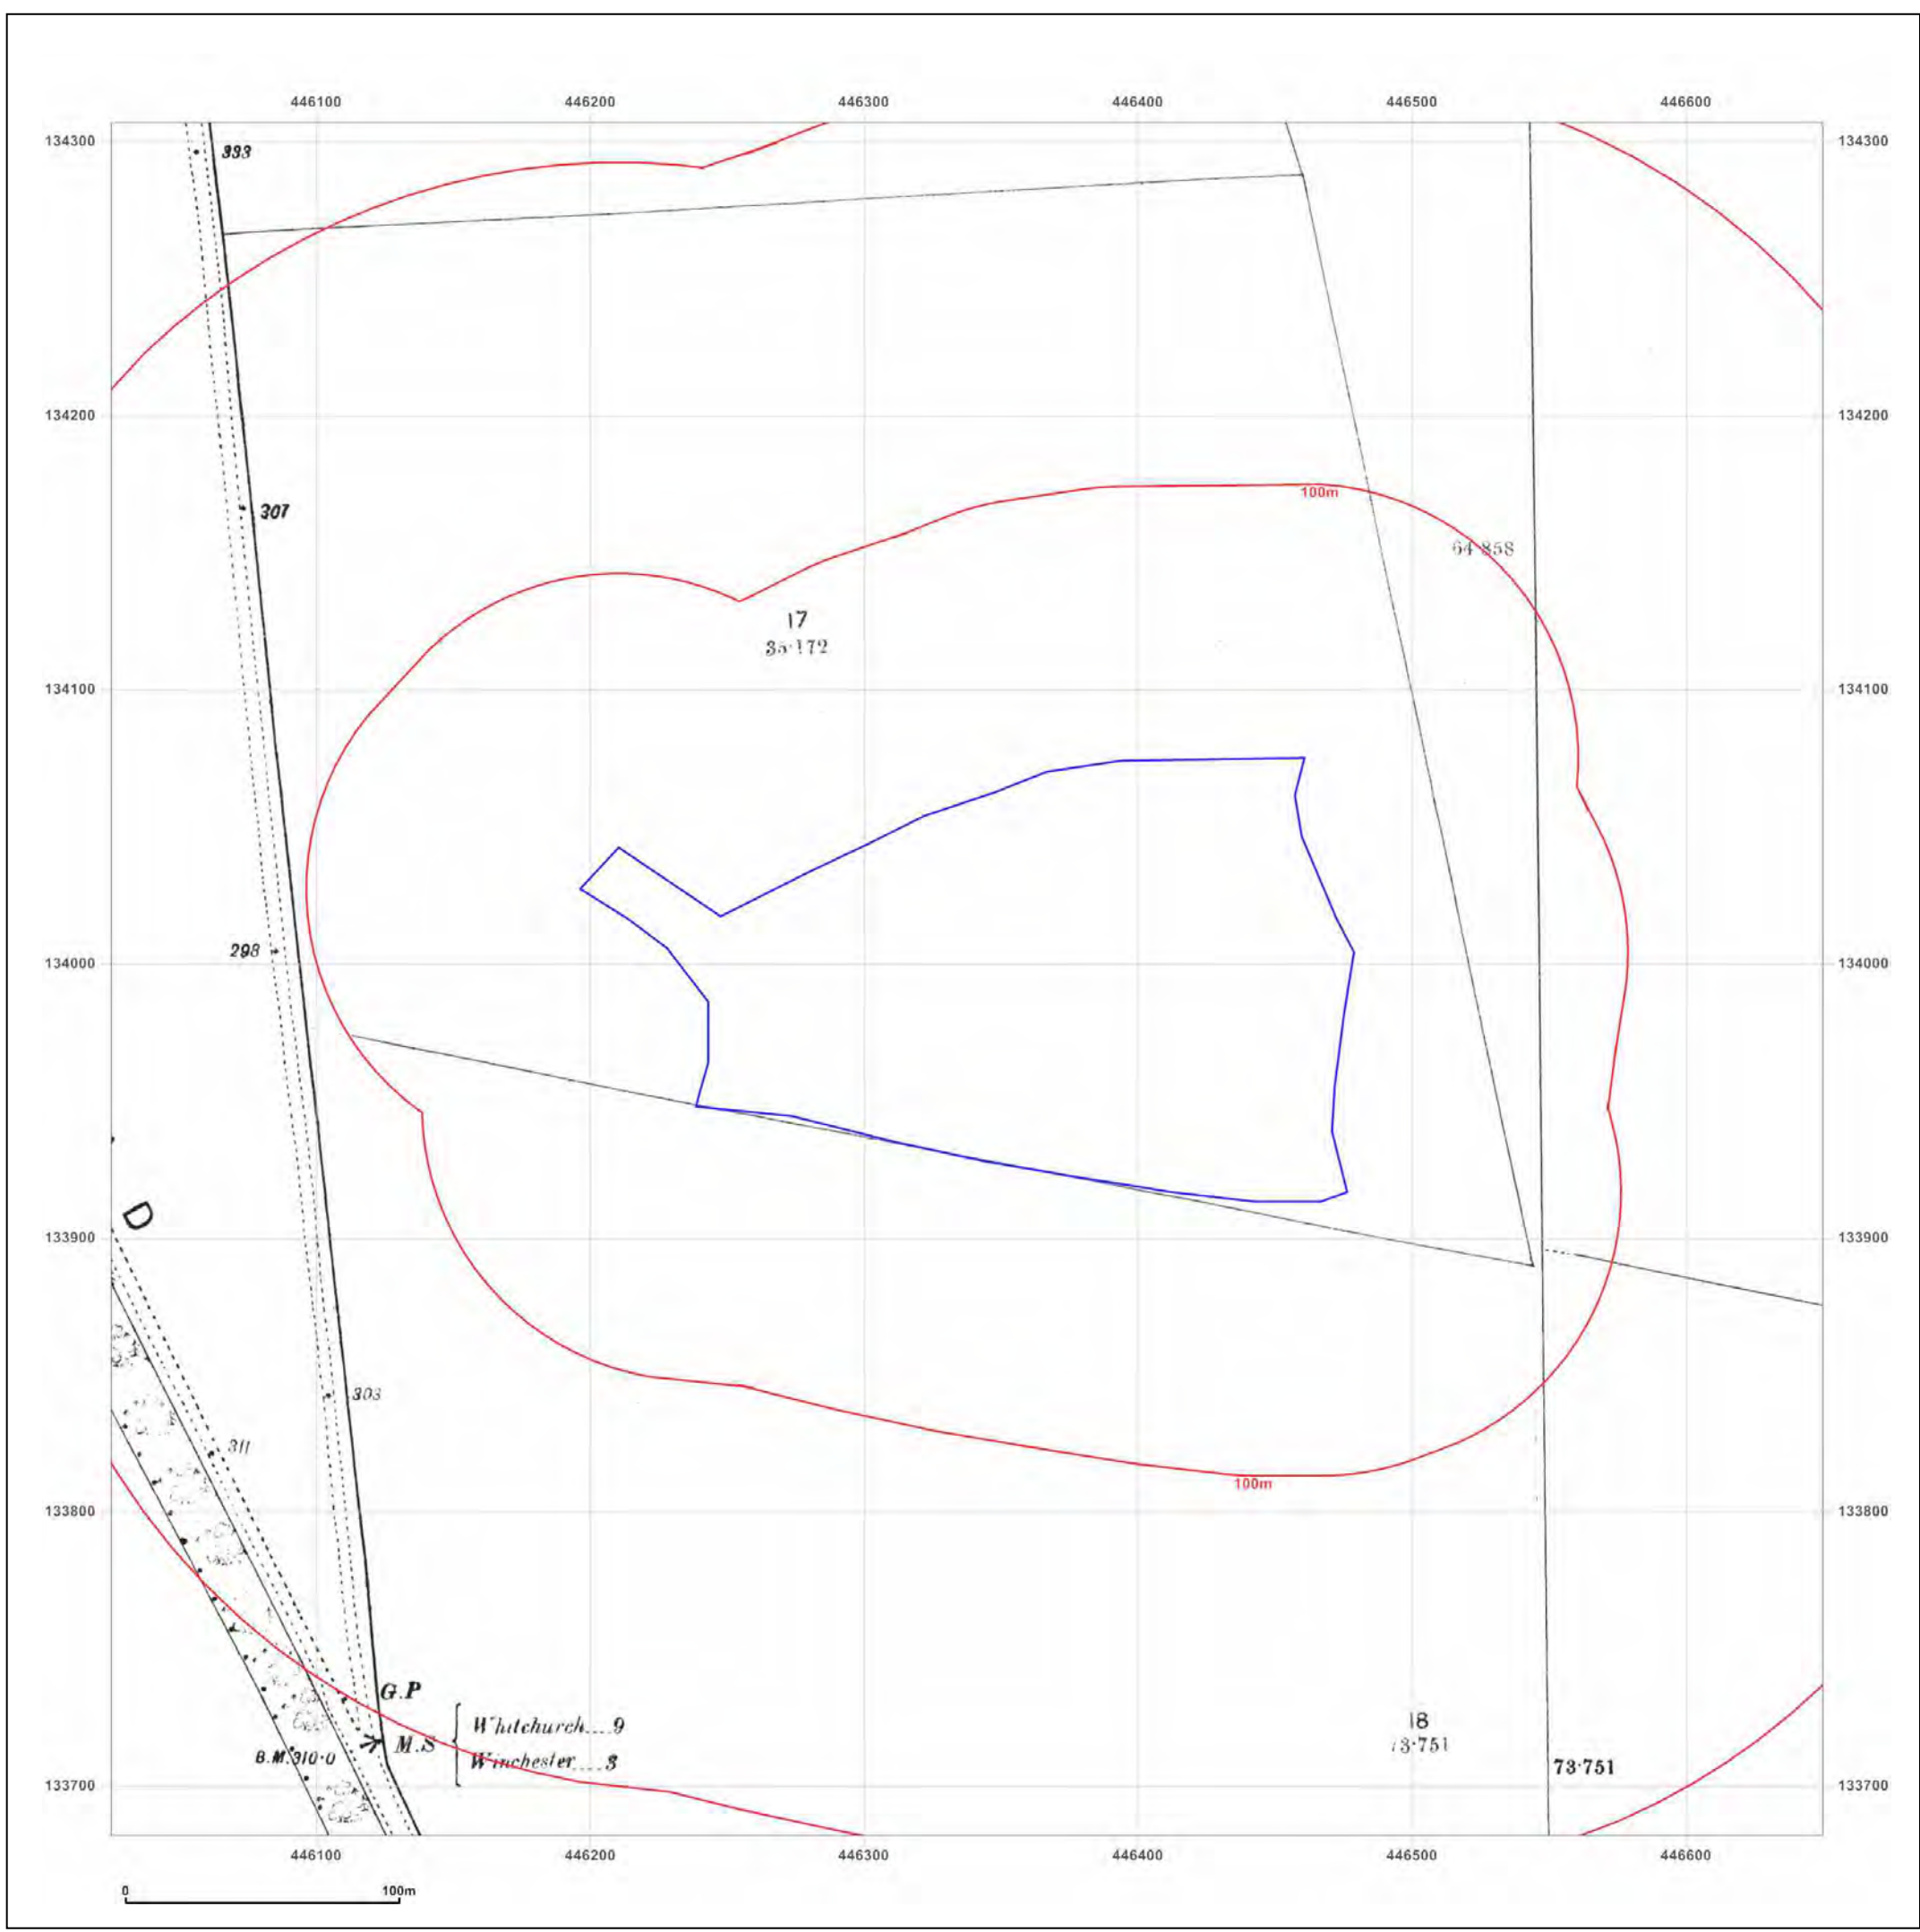 446100 446200 446300 446400 446500 446600
134300 134300
333
134200 134200
100m
307
64·858
17
35·172
134100 134100
298
134000 134000
D
133900 133900
303
311
100m
133800 133800
G.P
M.S
Whitchurch....9
Winchester....8
B.M.310·0
18
73·751
73·751
133700 133700
446100 446200 446300 446400 446500 446600
0 100m